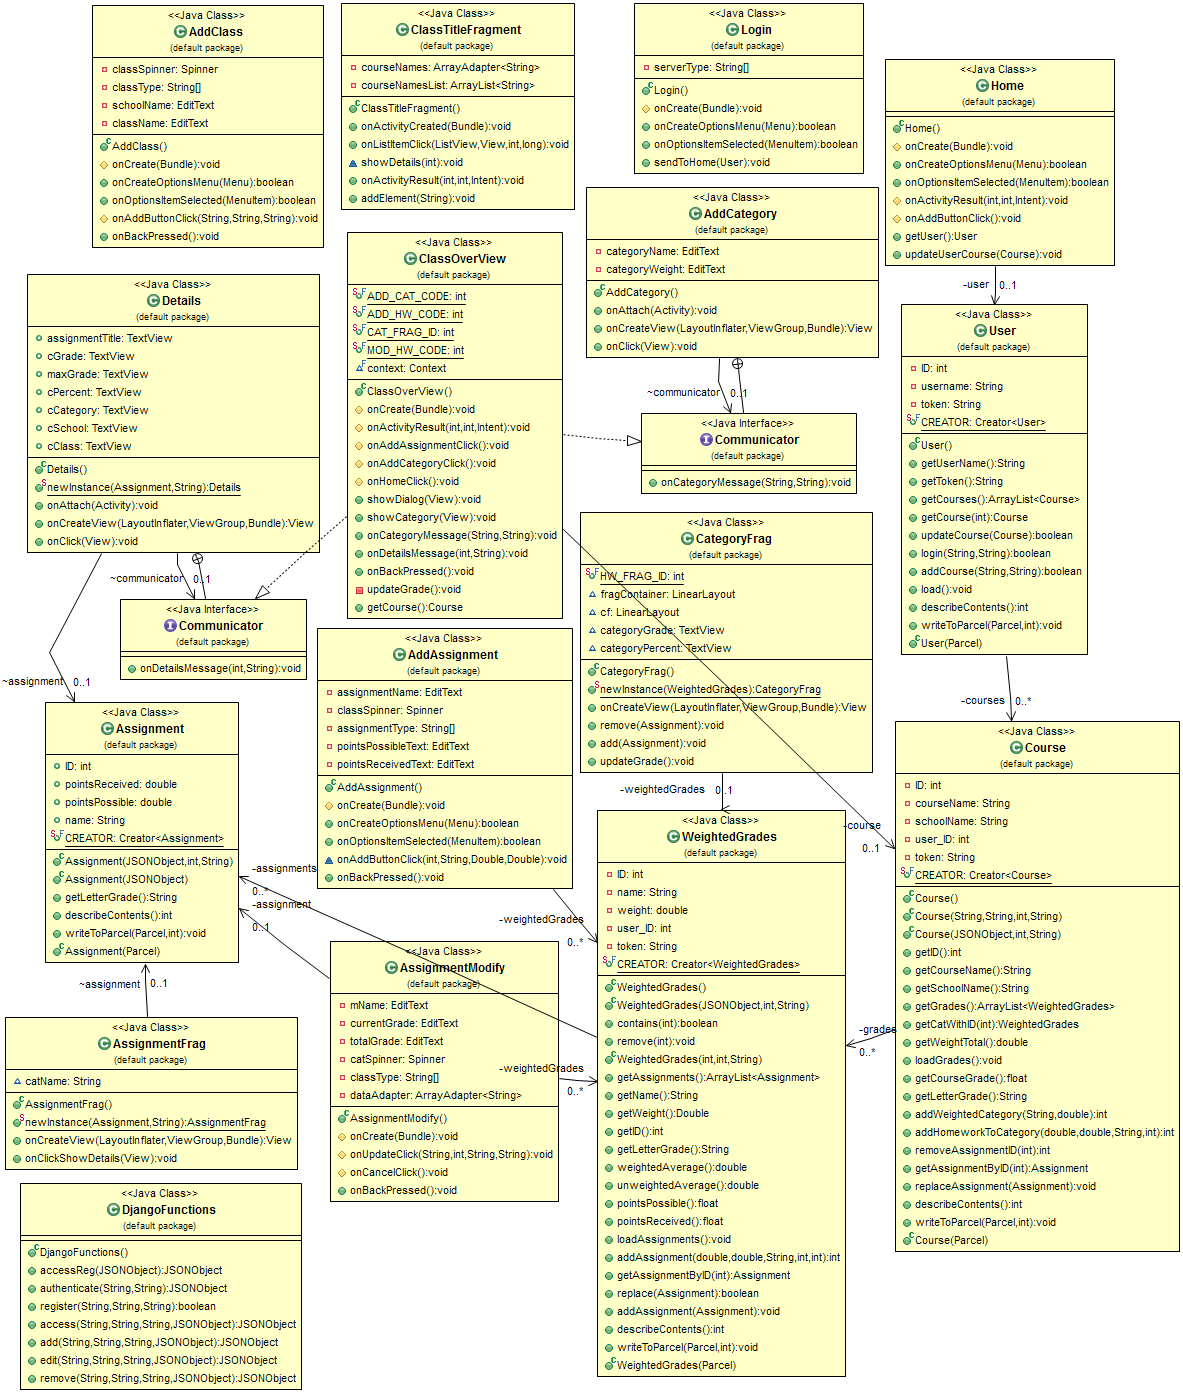 <<Java Class>>
AddClass
(default package)
classSpinner: Spinner
classType: String[]
schoolName: EditText
className: EditText
AddClass()
onCreate(Bundle):void
onCreateOptionsMenu(Menu):boolean
onOptionsItemSelected(MenuItem):boolean
onAddButtonClick(String,String,String):void
onBackPressed():void
<<Java Class>>
ClassTitleFragment
(default package)
courseNames: ArrayAdapter<String>
courseNamesList: ArrayList<String>
ClassTitleFragment()
onActivityCreated(Bundle):void
onListItemClick(ListView,View,int,long):void
showDetails(int):void
onActivityResult(int,int,Intent):void
addElement(String):void
<<Java Class>>
Login
(default package)
serverType: String[]
Login()
onCreate(Bundle):void
onCreateOptionsMenu(Menu):boolean
onOptionsItemSelected(MenuItem):boolean
sendToHome(User):void
<<Java Class>>
Home
(default package)
Home()
onCreate(Bundle):void
onCreateOptionsMenu(Menu):boolean
onOptionsItemSelected(MenuItem):boolean
onActivityResult(int,int,Intent):void
onAddButtonClick():void
getUser():User
updateUserCourse(Course):void
-user
0..1
<<Java Class>>
AddCategory
(default package)
categoryName: EditText
categoryWeight: EditText
AddCategory()
onAttach(Activity):void
onCreateView(LayoutInflater,ViewGroup,Bundle):View
onClick(View):void
~communicator
0..1
<<Java Interface>>
Communicator
(default package)
onCategoryMessage(String,String):void
<<Java Class>>
ClassOverView
(default package)
ADD_CAT_CODE: int
ADD_HW_CODE: int
CAT_FRAG_ID: int
MOD_HW_CODE: int
context: Context
ClassOverView()
onCreate(Bundle):void
onActivityResult(int,int,Intent):void
onAddAssignmentClick():void
onAddCategoryClick():void
onHomeClick():void
showDialog(View):void
showCategory(View):void
onCategoryMessage(String,String):void
onDetailsMessage(int,String):void
onBackPressed():void
updateGrade():void
getCourse():Course
<<Java Class>>
Details
(default package)
assignmentTitle: TextView
cGrade: TextView
maxGrade: TextView
cPercent: TextView
cCategory: TextView
cSchool: TextView
cClass: TextView
Details()
newInstance(Assignment,String):Details
onAttach(Activity):void
onCreateView(LayoutInflater,ViewGroup,Bundle):View
onClick(View):void
~communicator
0..1
<<Java Interface>>
Communicator
(default package)
onDetailsMessage(int,String):void
~assignment
0..1
<<Java Class>>
User
(default package)
ID: int
username: String
token: String
CREATOR: Creator<User>
User()
getUserName():String
getToken():String
getCourses():ArrayList<Course>
getCourse(int):Course
updateCourse(Course):boolean
login(String,String):boolean
addCourse(String,String):boolean
load():void
describeContents():int
writeToParcel(Parcel,int):void
User(Parcel)
-courses
0..*
<<Java Class>>
CategoryFrag
(default package)
HW_FRAG_ID: int
fragContainer: LinearLayout
cf: LinearLayout
categoryGrade: TextView
categoryPercent: TextView
CategoryFrag()
newInstance(WeightedGrades):CategoryFrag
onCreateView(LayoutInflater,ViewGroup,Bundle):View
remove(Assignment):void
add(Assignment):void
updateGrade():void
-weightedGrades
0..1
-course
0..1
<<Java Class>>
AddAssignment
(default package)
assignmentName: EditText
classSpinner: Spinner
assignmentType: String[]
pointsPossibleText: EditText
pointsReceivedText: EditText
AddAssignment()
onCreate(Bundle):void
onCreateOptionsMenu(Menu):boolean
onOptionsItemSelected(MenuItem):boolean
onAddButtonClick(int,String,Double,Double):void
onBackPressed():void
-weightedGrades
0..*
<<Java Class>>
Assignment
(default package)
ID: int
pointsReceived: double
pointsPossible: double
name: String
CREATOR: Creator<Assignment>
Assignment(JSONObject,int,String)
Assignment(JSONObject)
getLetterGrade():String
describeContents():int
writeToParcel(Parcel,int):void
Assignment(Parcel)
-assignments
0..*
-assignment
0..1
~assignment
0..1
<<Java Class>>
Course
(default package)
ID: int
courseName: String
schoolName: String
user_ID: int
token: String
CREATOR: Creator<Course>
Course()
Course(String,String,int,String)
Course(JSONObject,int,String)
getID():int
getCourseName():String
getSchoolName():String
getGrades():ArrayList<WeightedGrades>
getCatWithID(int):WeightedGrades
getWeightTotal():double
loadGrades():void
getCourseGrade():float
getLetterGrade():String
addWeightedCategory(String,double):int
addHomeworkToCategory(double,double,String,int):int
removeAssignmentID(int):int
getAssignmentByID(int):Assignment
replaceAssignment(Assignment):void
describeContents():int
writeToParcel(Parcel,int):void
Course(Parcel)
-grades
0..*
<<Java Class>>
WeightedGrades
(default package)
ID: int
name: String
weight: double
user_ID: int
token: String
CREATOR: Creator<WeightedGrades>
WeightedGrades()
WeightedGrades(JSONObject,int,String)
contains(int):boolean
remove(int):void
WeightedGrades(int,int,String)
getAssignments():ArrayList<Assignment>
getName():String
getWeight():Double
getID():int
getLetterGrade():String
weightedAverage():double
unweightedAverage():double
pointsPossible():float
pointsReceived():float
loadAssignments():void
addAssignment(double,double,String,int,int):int
getAssignmentByID(int):Assignment
replace(Assignment):boolean
addAssignment(Assignment):void
describeContents():int
writeToParcel(Parcel,int):void
WeightedGrades(Parcel)
<<Java Class>>
AssignmentModify
(default package)
mName: EditText
currentGrade: EditText
totalGrade: EditText
catSpinner: Spinner
classType: String[]
dataAdapter: ArrayAdapter<String>
AssignmentModify()
onCreate(Bundle):void
onUpdateClick(String,int,String,String):void
onCancelClick():void
onBackPressed():void
-weightedGrades
0..*
<<Java Class>>
AssignmentFrag
(default package)
catName: String
AssignmentFrag()
newInstance(Assignment,String):AssignmentFrag
onCreateView(LayoutInflater,ViewGroup,Bundle):View
onClickShowDetails(View):void
<<Java Class>>
DjangoFunctions
(default package)
DjangoFunctions()
accessReg(JSONObject):JSONObject
authenticate(String,String):JSONObject
register(String,String,String):boolean
access(String,String,String,JSONObject):JSONObject
add(String,String,String,JSONObject):JSONObject
edit(String,String,String,JSONObject):JSONObject
remove(String,String,String,JSONObject):JSONObject